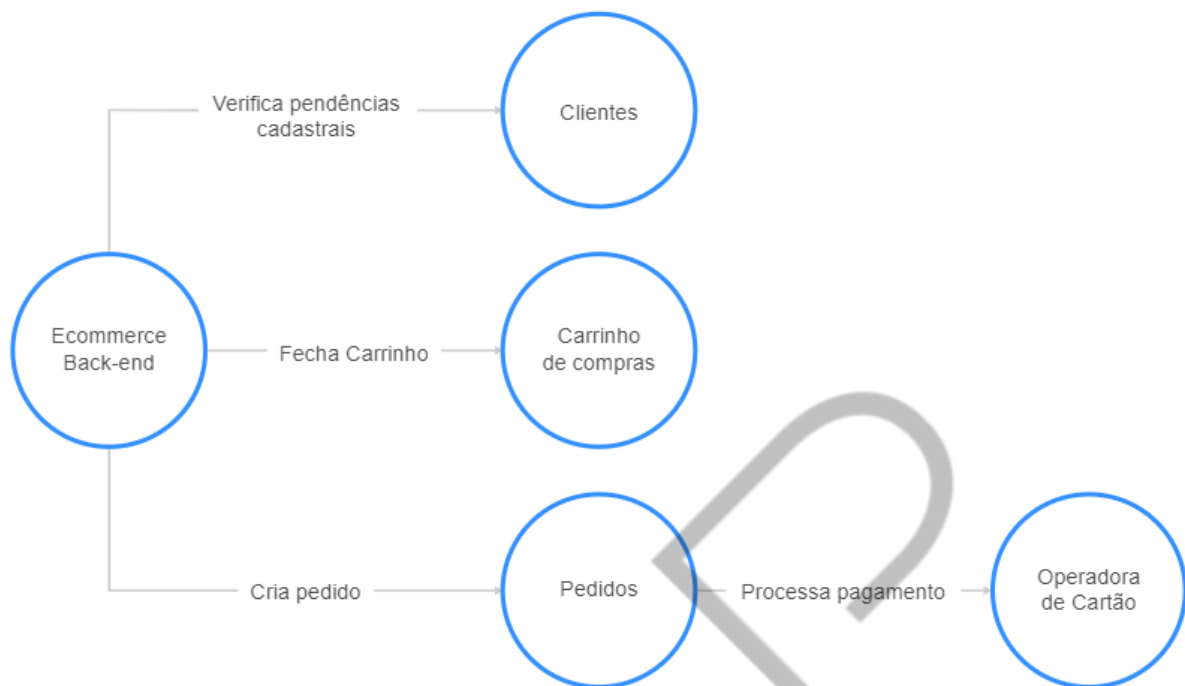 Verifica pendências
cadastrais
Clientes
Ecommerce
Back-end
Fecha Carrinho
Carrinho
de compras
Cria pedido
Pedidos
Processa pagamento
Operadora
de Cartão